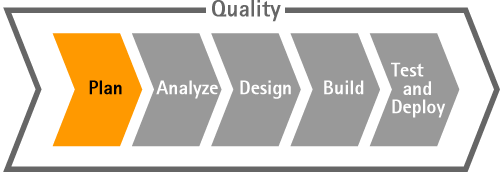 Quality
Plan
Analyze
Design
Build
Test
and
Deploy